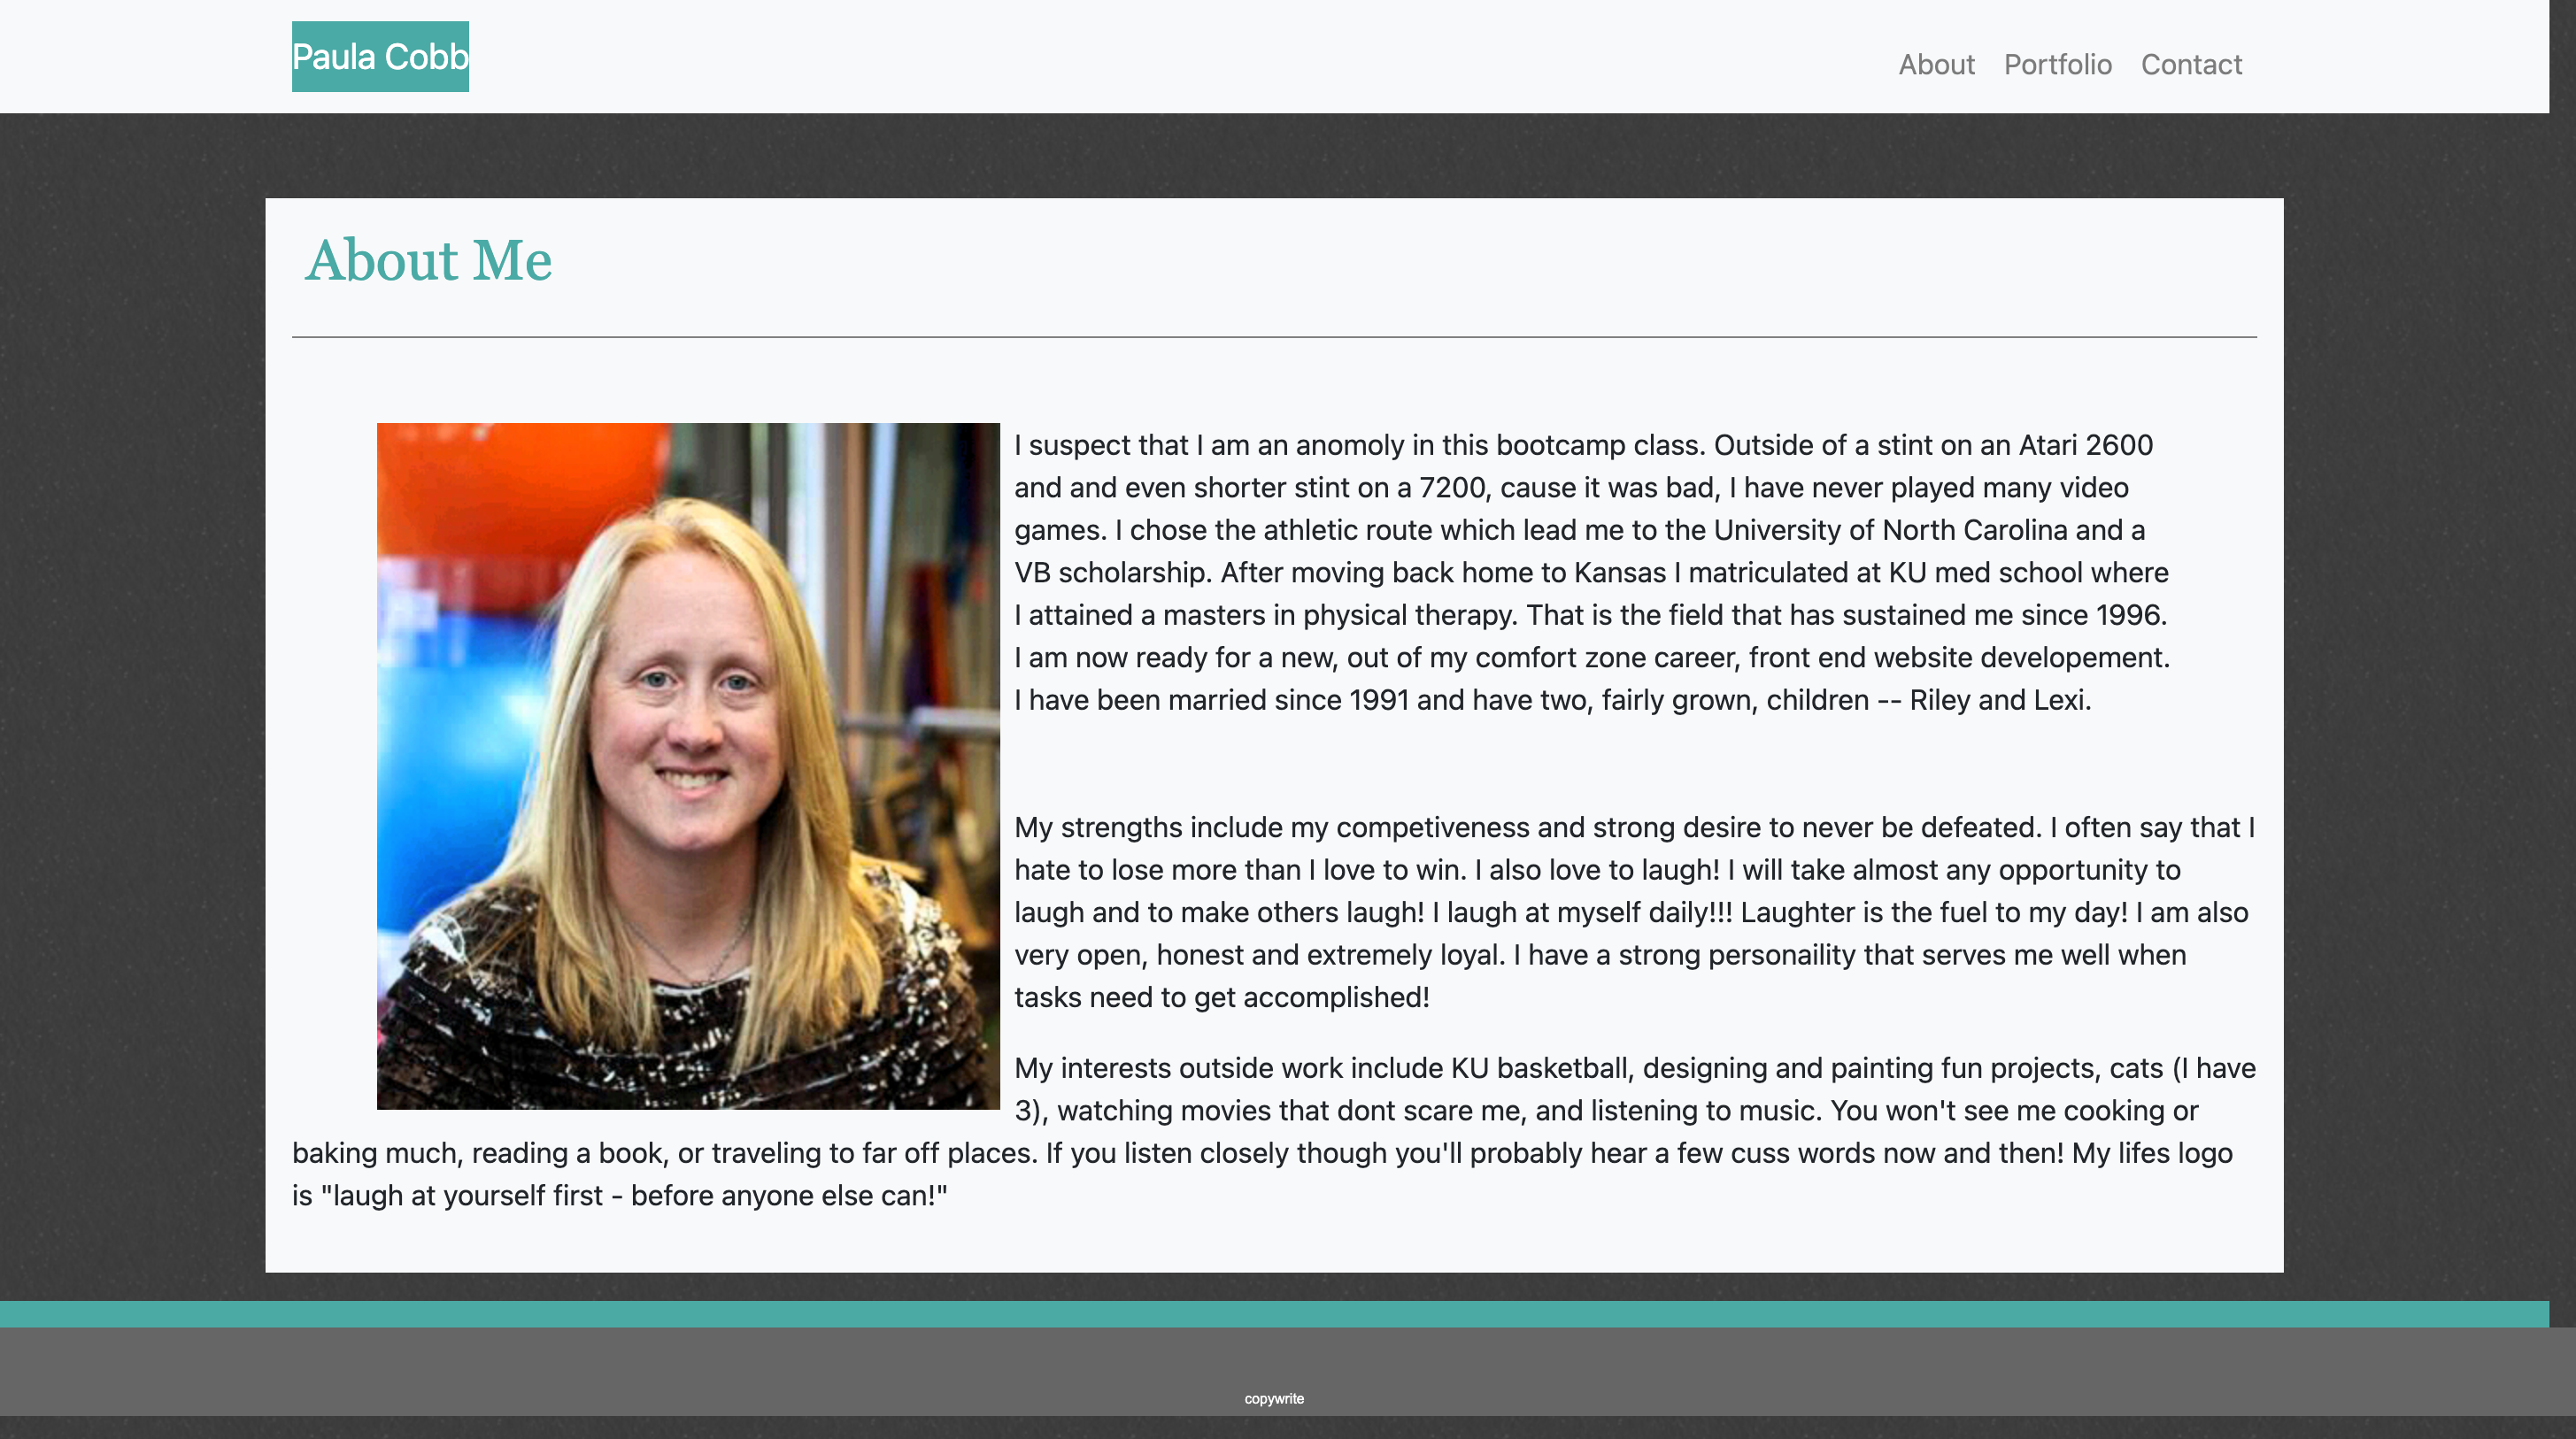 Paula Cobb
About Portfolio Contact
About Me
I suspect that I am an anomoly in this bootcamp class. Outside of a stint on an Atari 2600
and and even shorter stint on a 7200, cause it was bad, I have never played many video
games. I chose the athletic route which lead me to the University of North Carolina and a
VB scholarship. After moving back home to Kansas I matriculated at KU med school where
I attained a masters in physical therapy. That is the field that has sustained me since 1996.
I am now ready for a new, out of my comfort zone career, front end website developement.
I have been married since 1991 and have two, fairly grown, children -- Riley and Lexi.
My strengths include my competiveness and strong desire to never be defeated. I often say that I
hate to lose more than I love to win. I also love to laugh! I will take almost any opportunity to
laugh and to make others laugh! I laugh at myself daily!!! Laughter is the fuel to my day! I am also
very open, honest and extremely loyal. I have a strong personaility that serves me well when
tasks need to get accomplished!
My interests outside work include KU basketball, designing and painting fun projects, cats (I have
3), watching movies that dont scare me, and listening to music. You won't see me cooking or
baking much, reading a book, or traveling to far off places. If you listen closely though you'll probably hear a few cuss words now and then! My lifes logo
is "laugh at yourself first - before anyone else can!"
copywrite